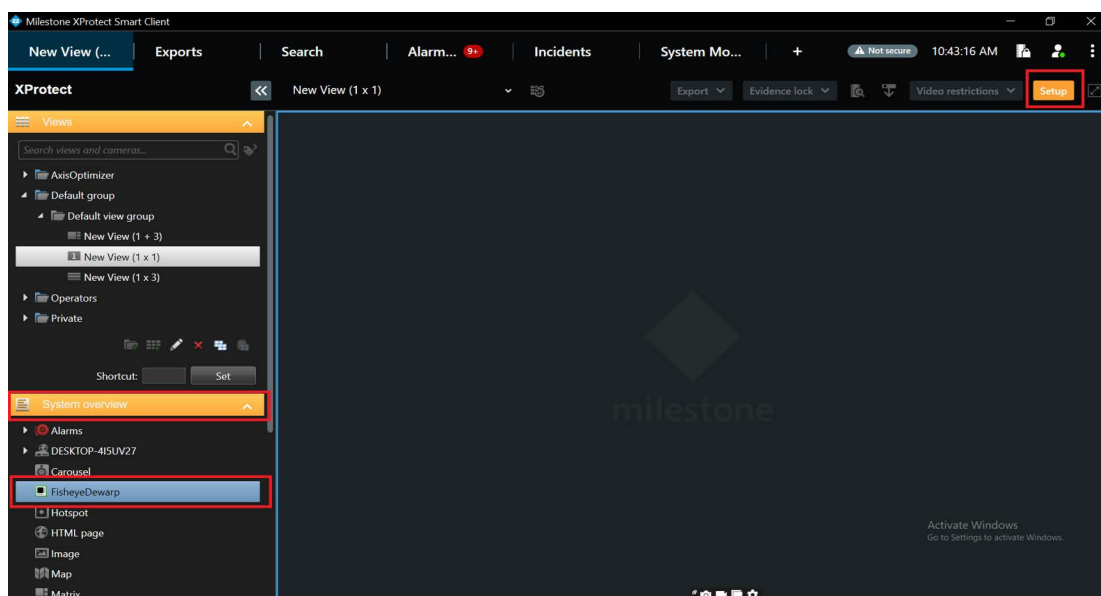 Milestone XProtect Smart Client
New View (... Exports Search Alarm... 9+ Incidents System Mo... + Not secure 10:43:16 AM
XProtect New View (1 x 1) Export Evidence lock Video restrictions Setup
Views
Search views and cameras...
AxisOptimizer
Default group
Default view group
New View (1 + 3)
1 New View (1 x 1)
New View (1 x 3)
Operators
Private
Shortcut: Set
System overview
Alarms
DESKTOP-4I5UV27
Carousel
FisheyeDewarp
Hotspot
HTML page
Image
Map
Matrix
milestone
Activate Windows
Go to Settings to activate Windows.